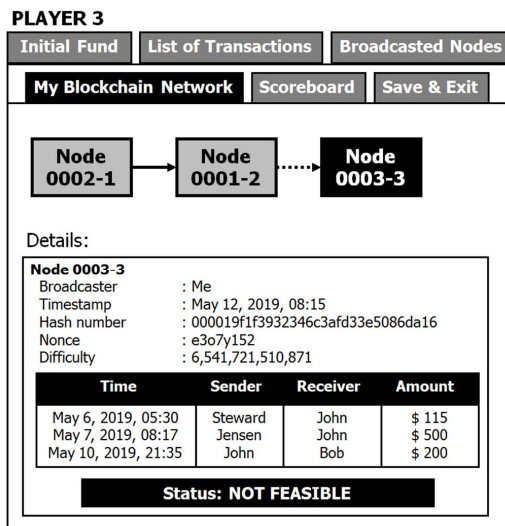 PLAYER 3
Initial Fund List of Transactions Broadcasted Nodes
My Blockchain Network Scoreboard Save & Exit
Node
0002-1
Node
0001-2
Node
0003-3
Details:
Node 0003-3
Broadcaster : Me
Timestamp : May 12, 2019, 08:15
Hash number : 000019f1f3932346c3afd33e5086da16
Nonce : e3o7y152
Difficulty : 6,541,721,510,871
Time Sender Receiver Amount
May 6, 2019, 05:30 Steward John $ 115
May 7, 2019, 08:17 Jensen John $ 500
May 10, 2019, 21:35 John Bob $ 200
Status: NOT FEASIBLE